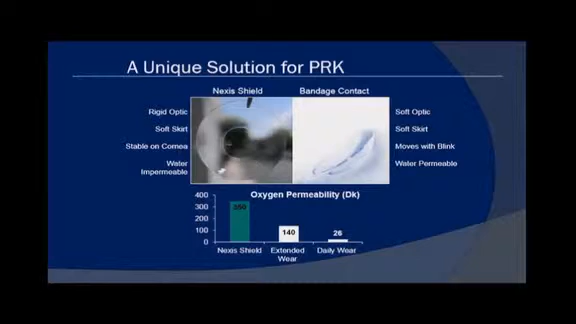 A Unique Solution for PRK
Nexis Shield
Bandage Contact
Rigid Optic
Soft Skirt
Stable on Cornea
Water
Impermeable
Soft Optic
Soft Skirt
Moves with Blink
Water Permeable
Oxygen Permeability (Dk)
400
300
200
100
0
350
140
26
Nexis Shield
Extended
Wear
Daily Wear